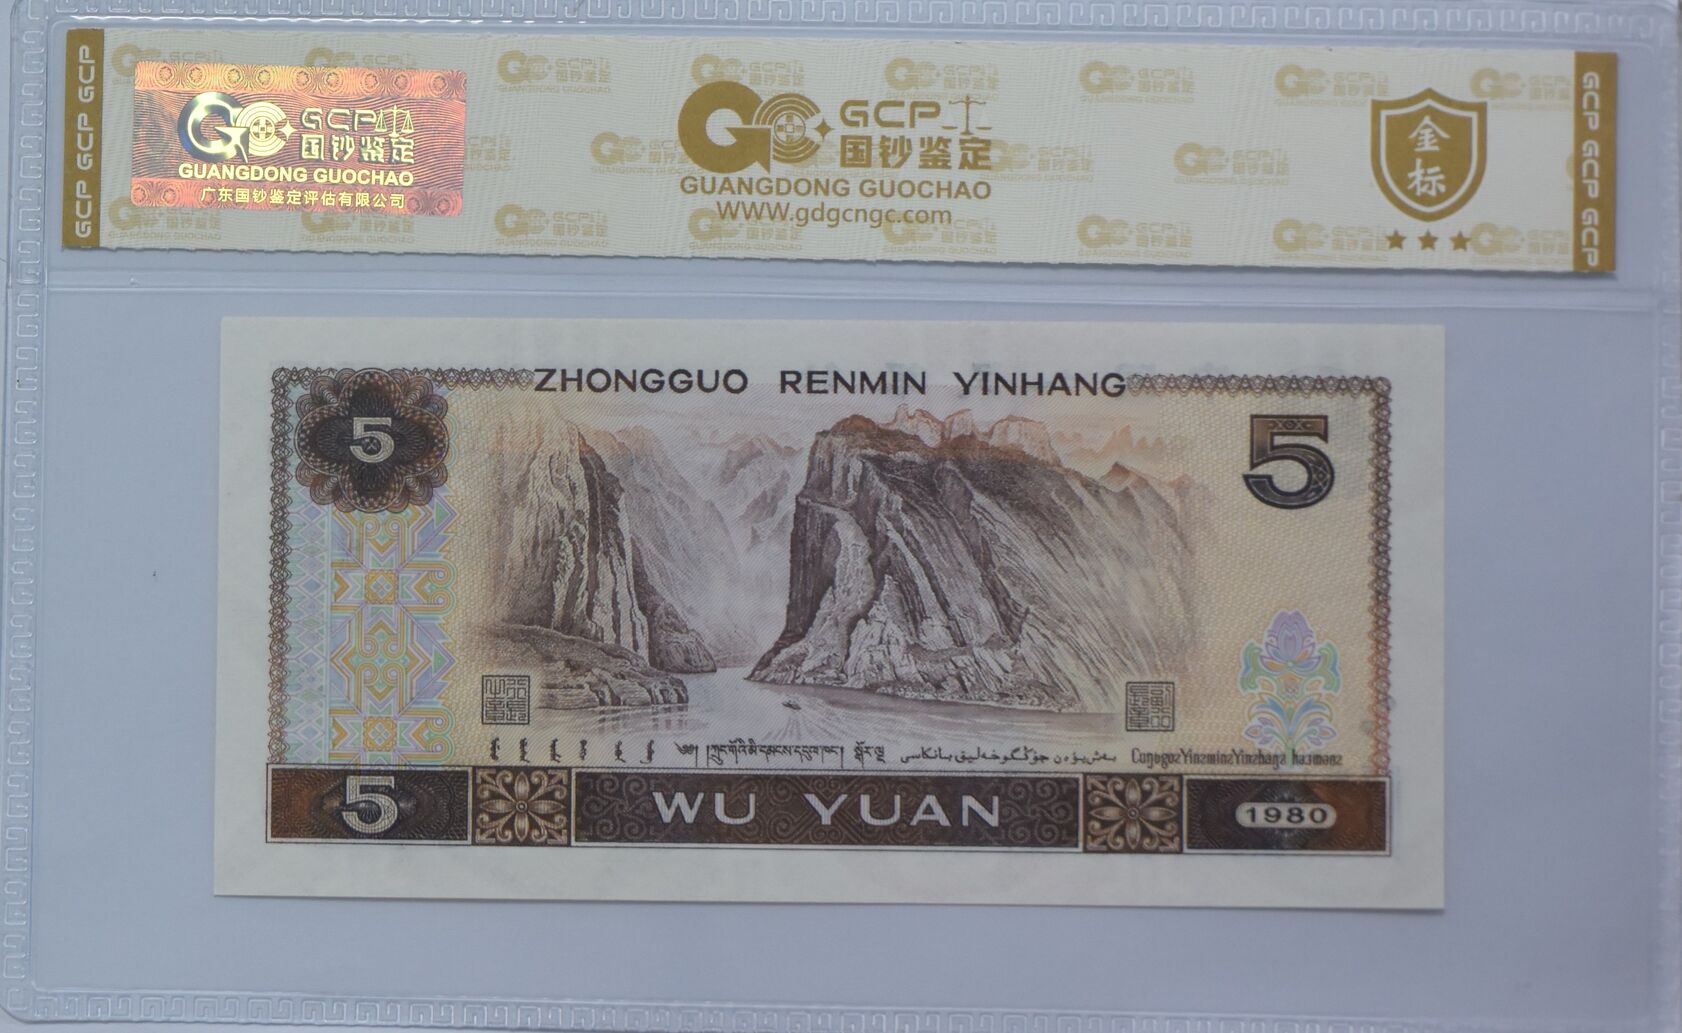 GCP GCP GCP
GCP
国钞鉴定
GUANGDONG GUOCHAO
广东国钞鉴定评估有限公司
GCP
国钞鉴定
GUANGDONG GUOCHAO
WWW.gdgcngc.com
金
标
GCP GCP GCP
ZHONGGUO RENMIN YINHANG
5
5
5
WU YUAN
1980